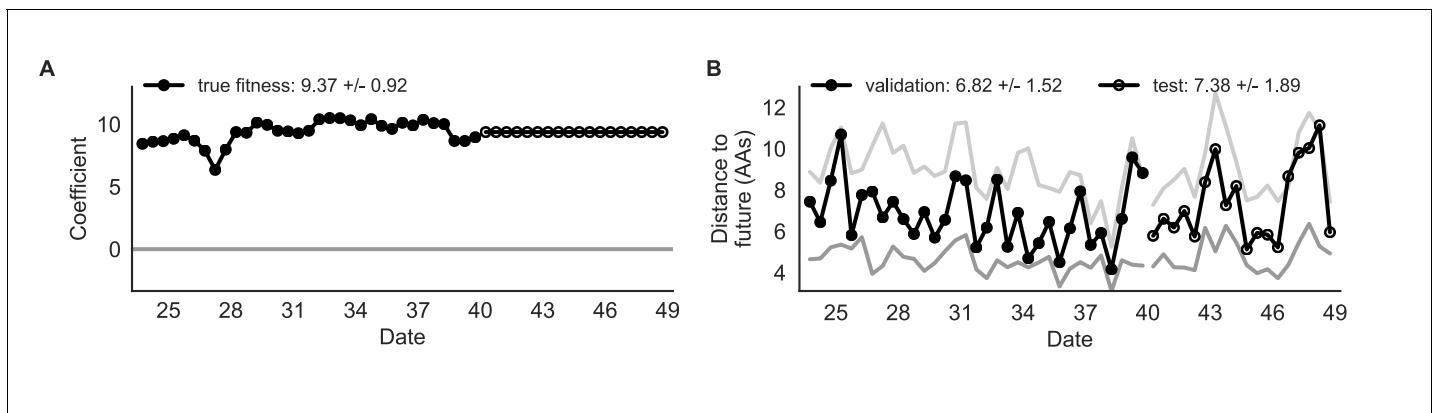 A
true fitness: 9.37 +/- 0.92
10
5
0
Coefficient
25 28 31 34 37 40 43 46 49
Date
B
validation: 6.82 +/- 1.52 test: 7.38 +/- 1.89
12
10
8
6
4
Distance to
future (AAs)
25 28 31 34 37 40 43 46 49
Date